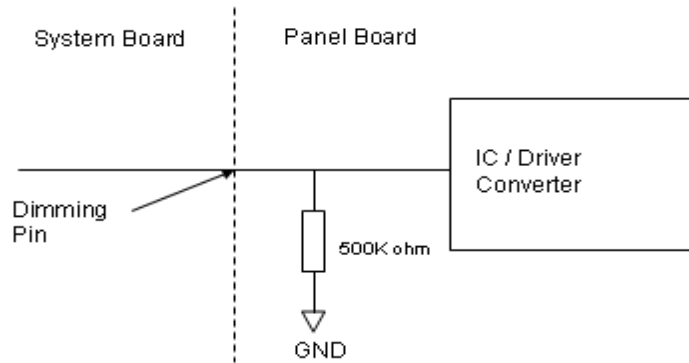 System Board
Panel Board
IC / Driver
Converter
Dimming
Pin
500K ohm
GND